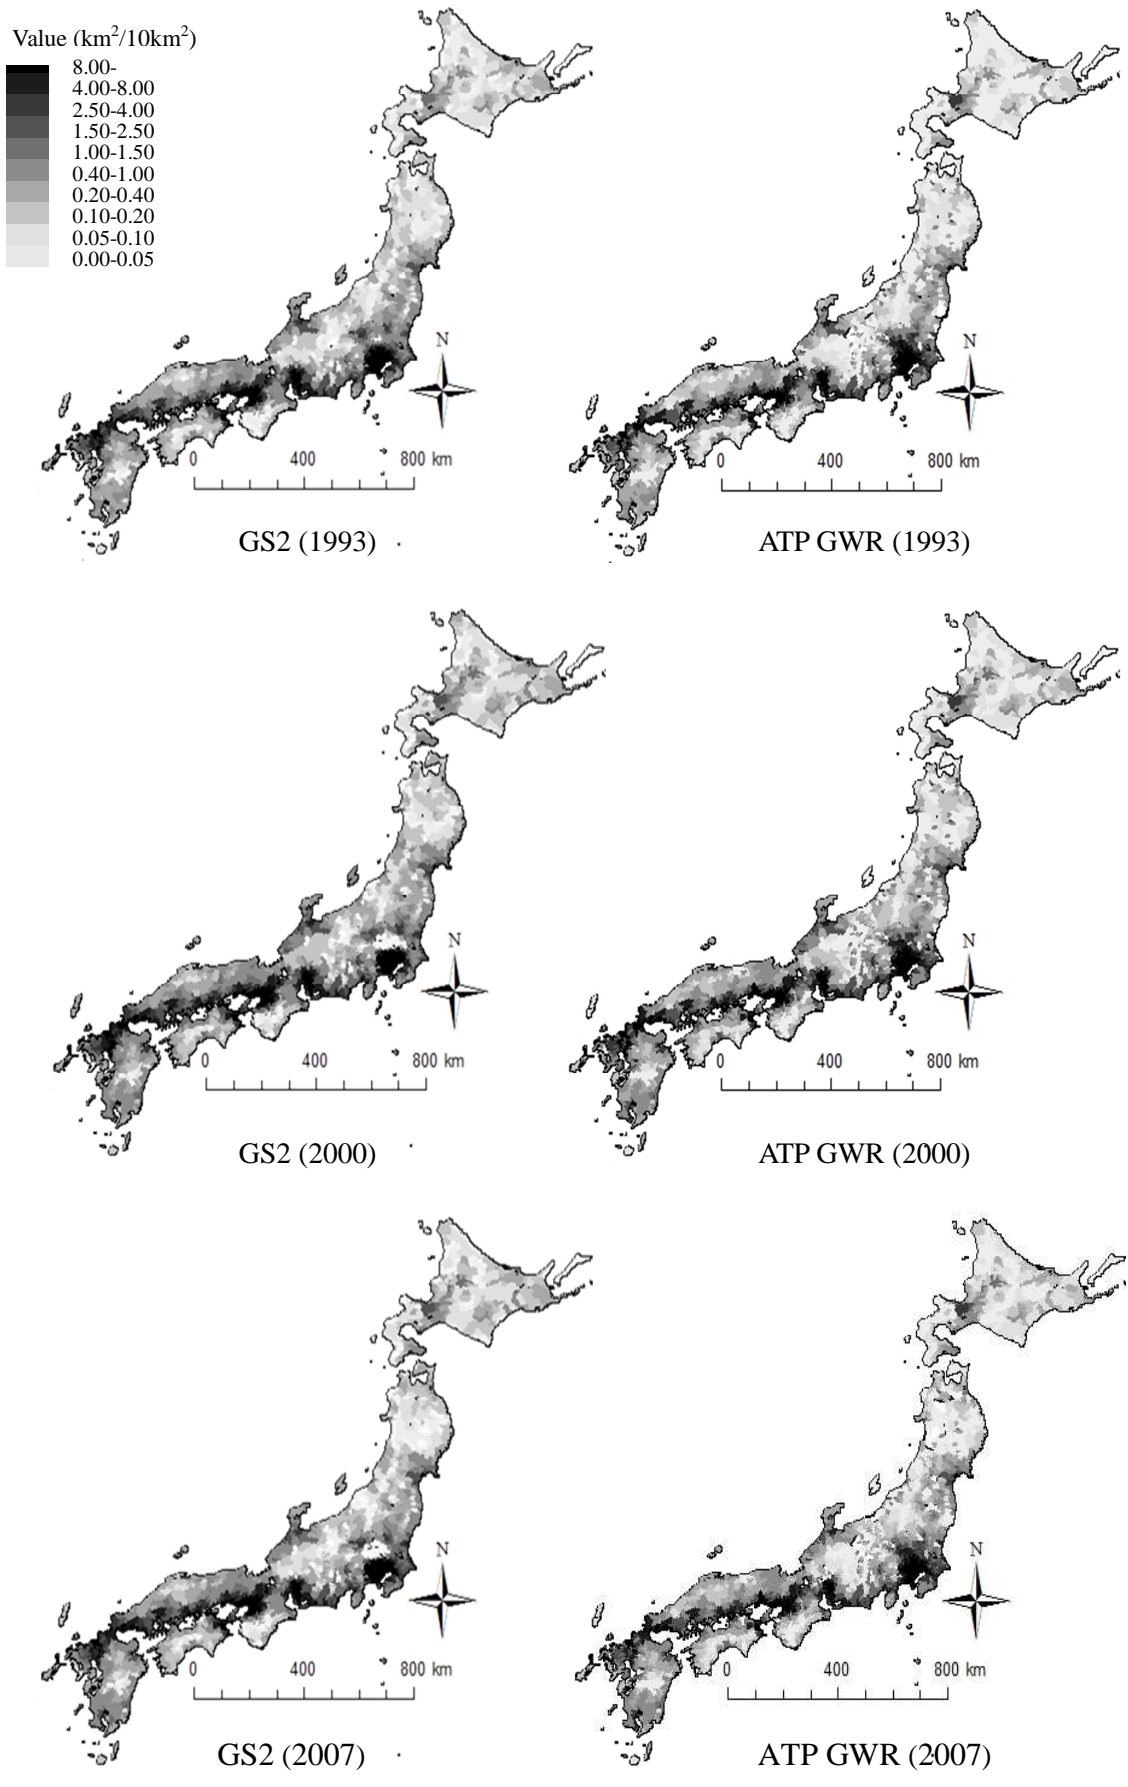 Value (km²/10km²)
8.00-
4.00-8.00
2.50-4.00
1.50-2.50
1.00-1.50
0.40-1.00
0.20-0.40
0.10-0.20
0.05-0.10
0.00-0.05
N
0 400 800 km
GS2 (1993)
N
0 400 800 km
ATP GWR (1993)
N
0 400 800 km
GS2 (2000)
N
0 400 800 km
ATP GWR (2000)
N
0 400 800 km
GS2 (2007)
N
0 400 800 km
ATP GWR (2007)